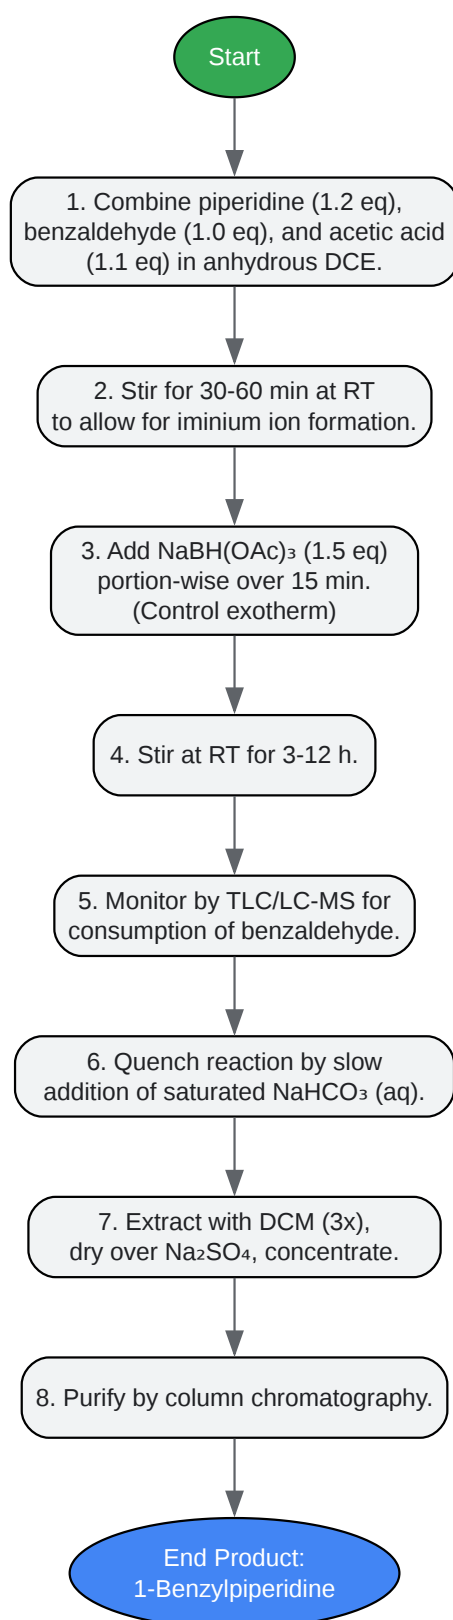 Start
1. Combine piperidine (1.2 eq),
benzaldehyde (1.0 eq), and acetic acid
(1.1 eq) in anhydrous DCE.
2. Stir for 30-60 min at RT
to allow for iminium ion formation.
3. Add NaBH(OAc)₃ (1.5 eq)
portion-wise over 15 min.
(Control exotherm)
4. Stir at RT for 3-12 h.
5. Monitor by TLC/LC-MS for
consumption of benzaldehyde.
6. Quench reaction by slow
addition of saturated NaHCO₃ (aq).
7. Extract with DCM (3x),
dry over Na₂SO₄, concentrate.
8. Purify by column chromatography.
End Product:
1-Benzylpiperidine